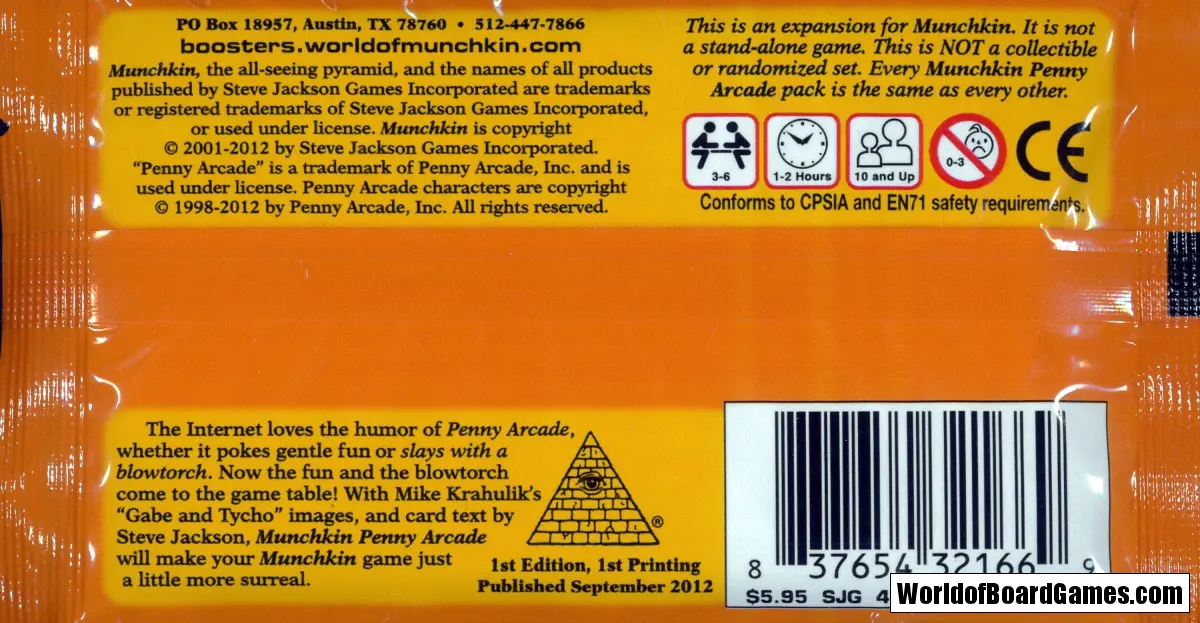 PO Box 18957, Austin, TX 78760 • 512-447-7866
boosters.worldofmunchkin.com
Munchkin, the all-seeing pyramid, and the names of all products
published by Steve Jackson Games Incorporated are trademarks
or registered trademarks of Steve Jackson Games Incorporated,
or used under license. Munchkin is copyright
© 2001-2012 by Steve Jackson Games Incorporated.
“Penny Arcade” is a trademark of Penny Arcade, Inc. and is
used under license. Penny Arcade characters are copyright
© 1998-2012 by Penny Arcade, Inc. All rights reserved.
This is an expansion for Munchkin. It is not
a stand-alone game. This is NOT a collectible
or randomized set. Every Munchkin Penny
Arcade pack is the same as every other.
3-6
1-2 Hours
10 and Up
0-3
CE
Conforms to CPSIA and EN71 safety requirements.
The Internet loves the humor of Penny Arcade,
whether it pokes gentle fun or slays with a
blowtorch. Now the fun and the blowtorch
come to the game table! With Mike Krahulik’s
“Gabe and Tycho” images, and card text by
Steve Jackson, Munchkin Penny Arcade
will make your Munchkin game just
a little more surreal.
®
1st Edition, 1st Printing
Published September 2012
8 37654 32166 9
$5.95 SJG 4
WorldofBoardGames.com